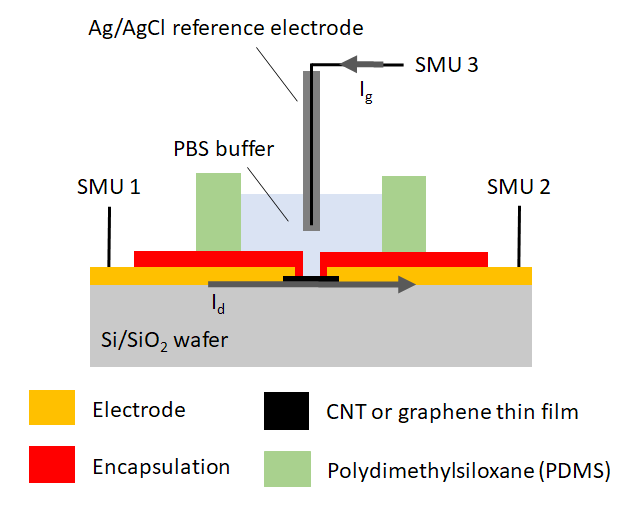 Ag/AgCl reference electrode
SMU 3
I_g
PBS buffer
SMU 1
SMU 2
I_d
Si/SiO₂ wafer
Electrode
CNT or graphene thin film
Encapsulation
Polydimethylsiloxane (PDMS)